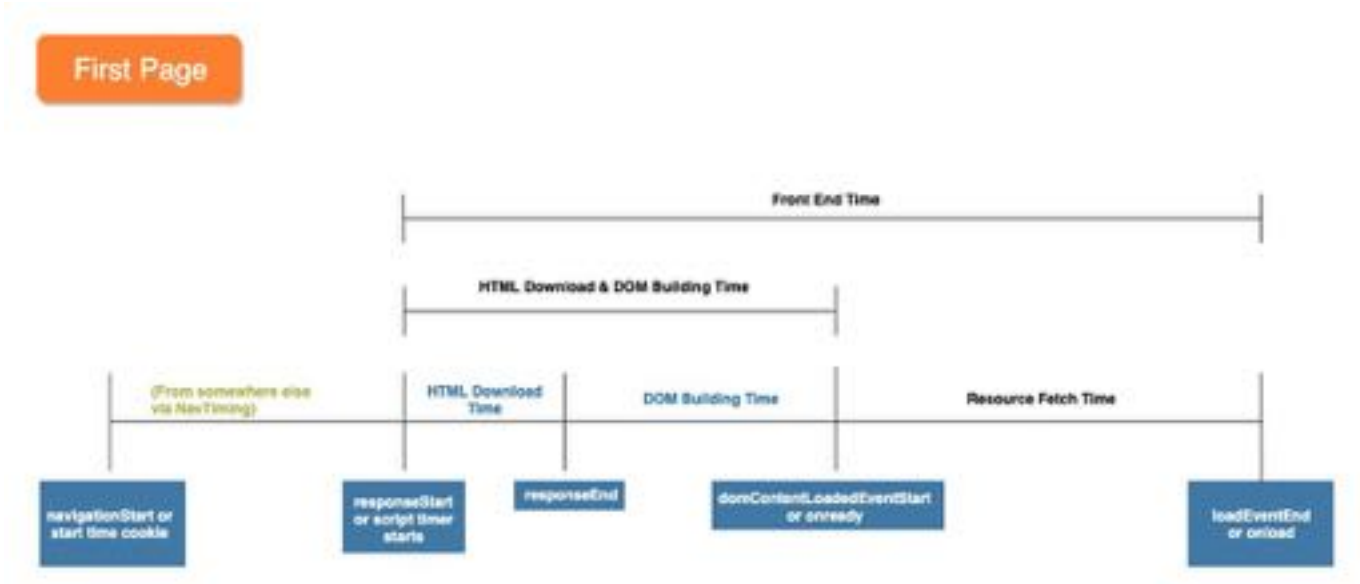 First Page
Front End Time
HTML Download & DOM Building Time
(From somewhere else
via NavTiming)
HTML Download
Time
DOM Building Time
Resource Fetch Time
navigationStart or
start time cookie
responseStart
or script timer
starts
responseEnd
domContentLoadedEventStart
or onready
loadEventEnd
or onload